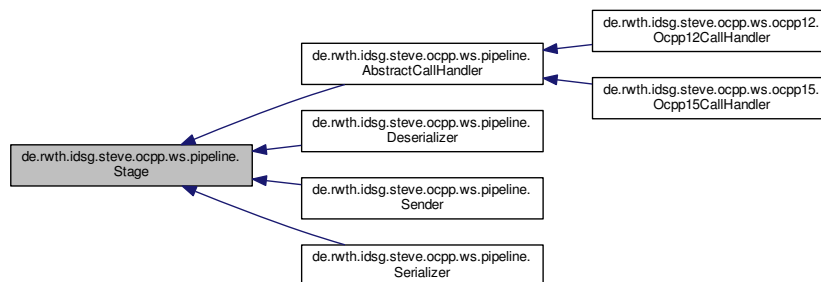 de.rwth.idsg.steve.ocpp.ws.pipeline.
Stage
de.rwth.idsg.steve.ocpp.ws.pipeline.
AbstractCallHandler
de.rwth.idsg.steve.ocpp.ws.pipeline.
Deserializer
de.rwth.idsg.steve.ocpp.ws.pipeline.
Sender
de.rwth.idsg.steve.ocpp.ws.pipeline.
Serializer
de.rwth.idsg.steve.ocpp.ws.ocpp12.
Ocpp12CallHandler
de.rwth.idsg.steve.ocpp.ws.ocpp15.
Ocpp15CallHandler